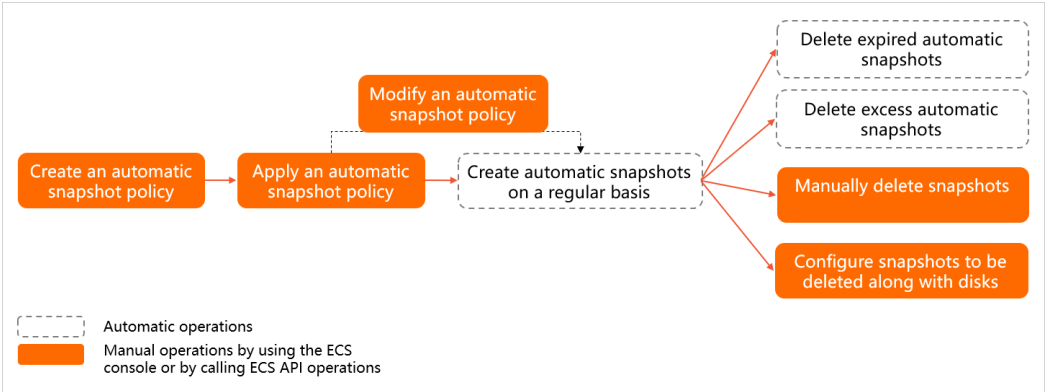 Delete expired automatic
snapshots
Modify an automatic
snapshot policy
Delete excess automatic
snapshots
Create an automatic
snapshot policy
Apply an automatic
snapshot policy
Create automatic snapshots
on a regular basis
Manually delete snapshots
Configure snapshots to be
deleted along with disks
Automatic operations
Manual operations by using the ECS
console or by calling ECS API operations